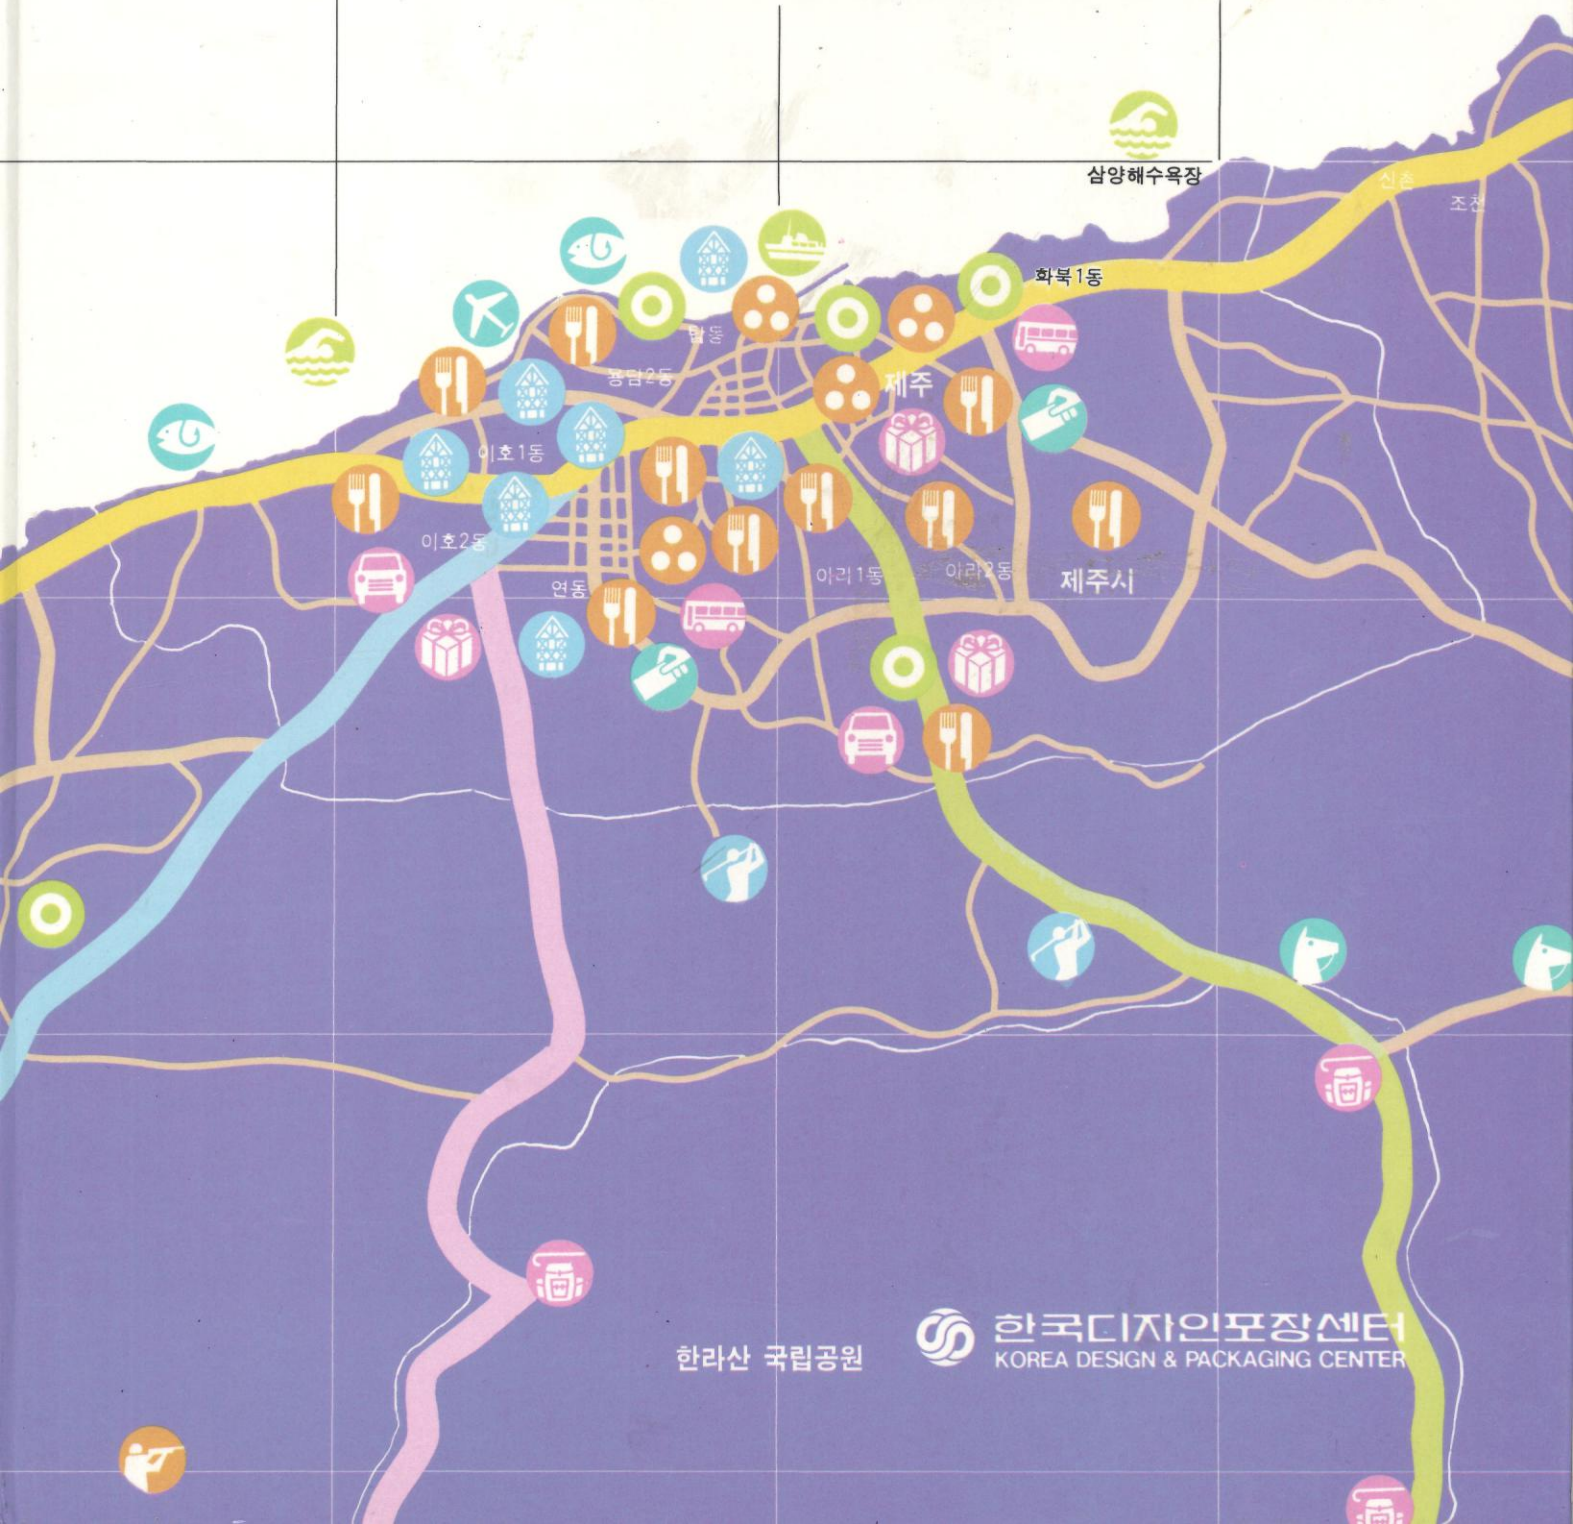 삼양해수욕장
신촌
조천
화북1동
탑동
용담2동
제주
이호1동
이호2동
연동
아라1동
아라2동
제주시
한라산 국립공원
한국디자인포장센터
KOREA DESIGN & PACKAGING CENTER